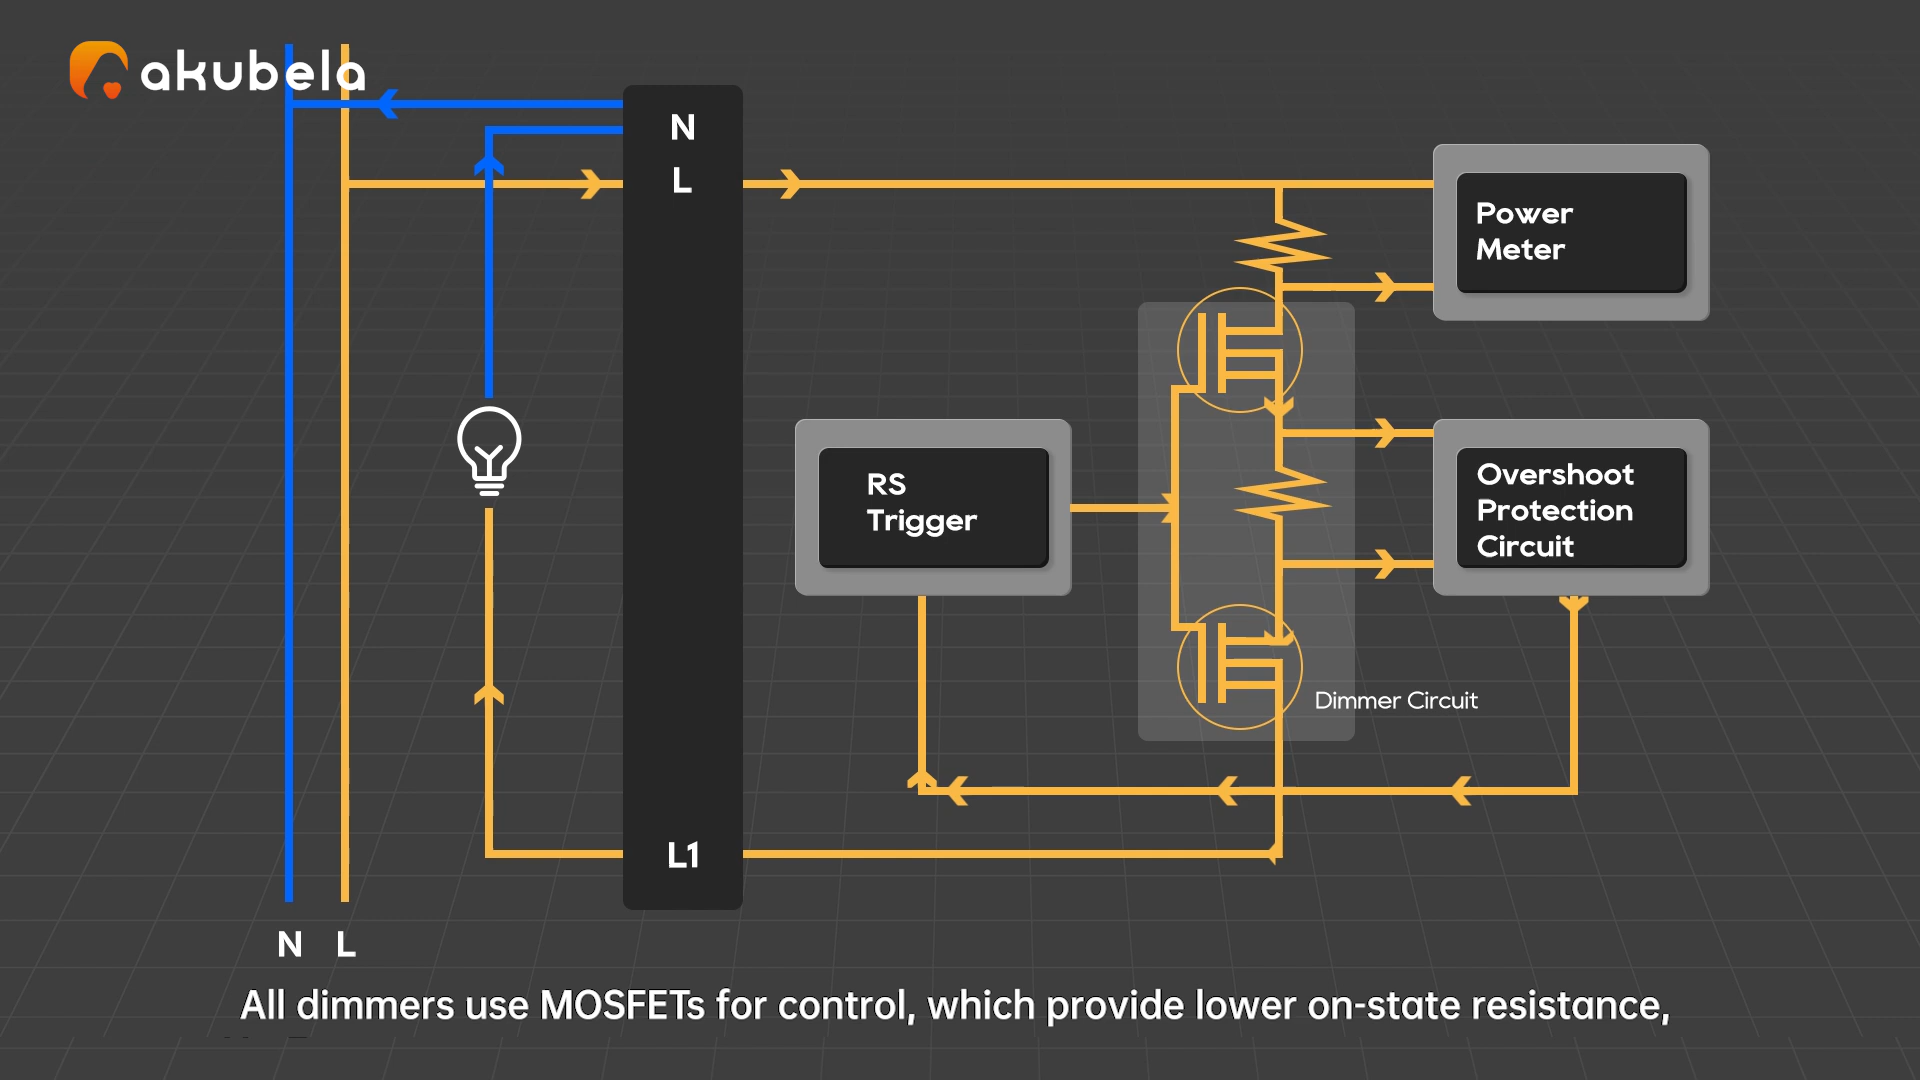 akubela
N
L
Power
Meter
RS
Trigger
Overshoot
Protection
Circuit
Dimmer Circuit
L1
N L
All dimmers use MOSFETs for control, which provide lower on-state resistance,